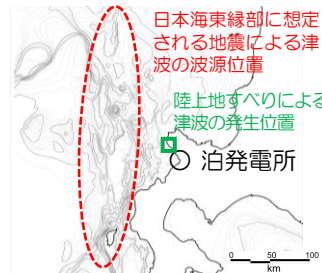 日本海東縁部に想定
される地震による津
波の波源位置
陸上地すべりによる
津波の発生位置
泊発電所
0 50 100
km